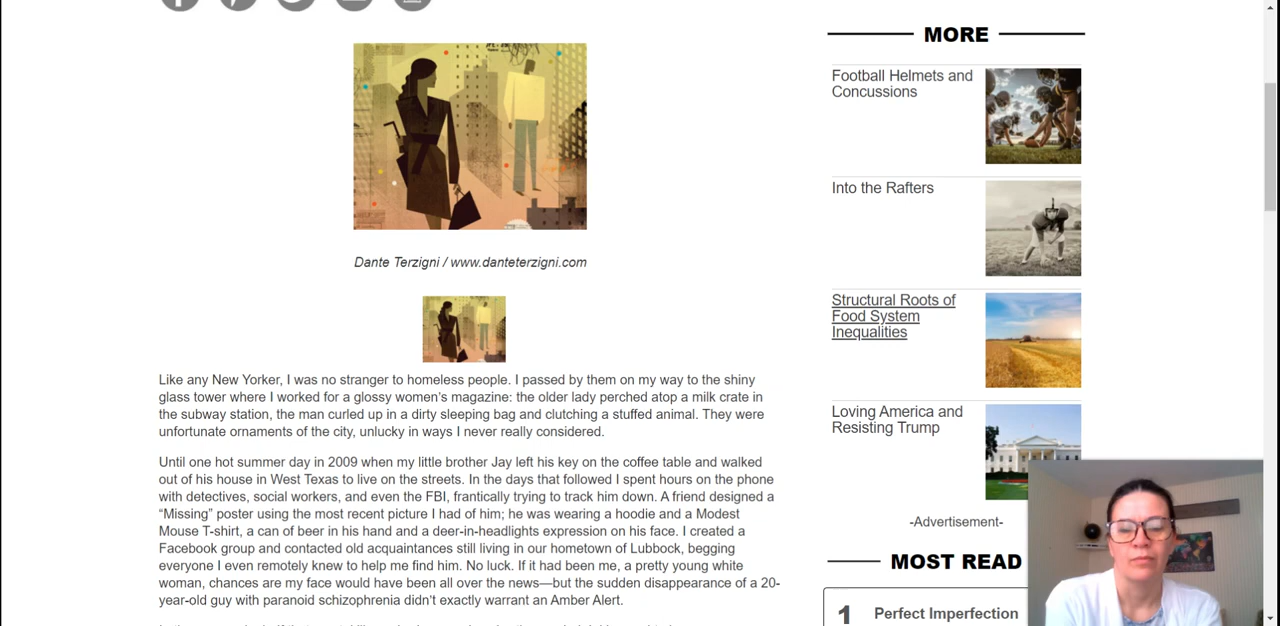 Dante Terzigni / www.danteterzigni.com
Like any New Yorker, I was no stranger to homeless people. I passed by them on my way to the shiny
glass tower where I worked for a glossy women’s magazine: the older lady perched atop a milk crate in
the subway station, the man curled up in a dirty sleeping bag and clutching a stuffed animal. They were
unfortunate ornaments of the city, unlucky in ways I never really considered.
Until one hot summer day in 2009 when my little brother Jay left his key on the coffee table and walked
out of his house in West Texas to live on the streets. In the days that followed I spent hours on the phone
with detectives, social workers, and even the FBI, frantically trying to track him down. A friend designed a
“Missing” poster using the most recent picture I had of him; he was wearing a hoodie and a Modest
Mouse T-shirt, a can of beer in his hand and a deer-in-headlights expression on his face. I created a
Facebook group and contacted old acquaintances still living in our hometown of Lubbock, begging
everyone I even remotely knew to help me find him. No luck. If it had been me, a pretty young white
woman, chances are my face would have been all over the news—but the sudden disappearance of a 20-
year-old guy with paranoid schizophrenia didn’t exactly warrant an Amber Alert.
MORE
Football Helmets and
Concussions
Into the Rafters
Structural Roots of
Food System
Inequalities
Loving America and
Resisting Trump
-Advertisement-
MOST READ
1 Perfect Imperfection